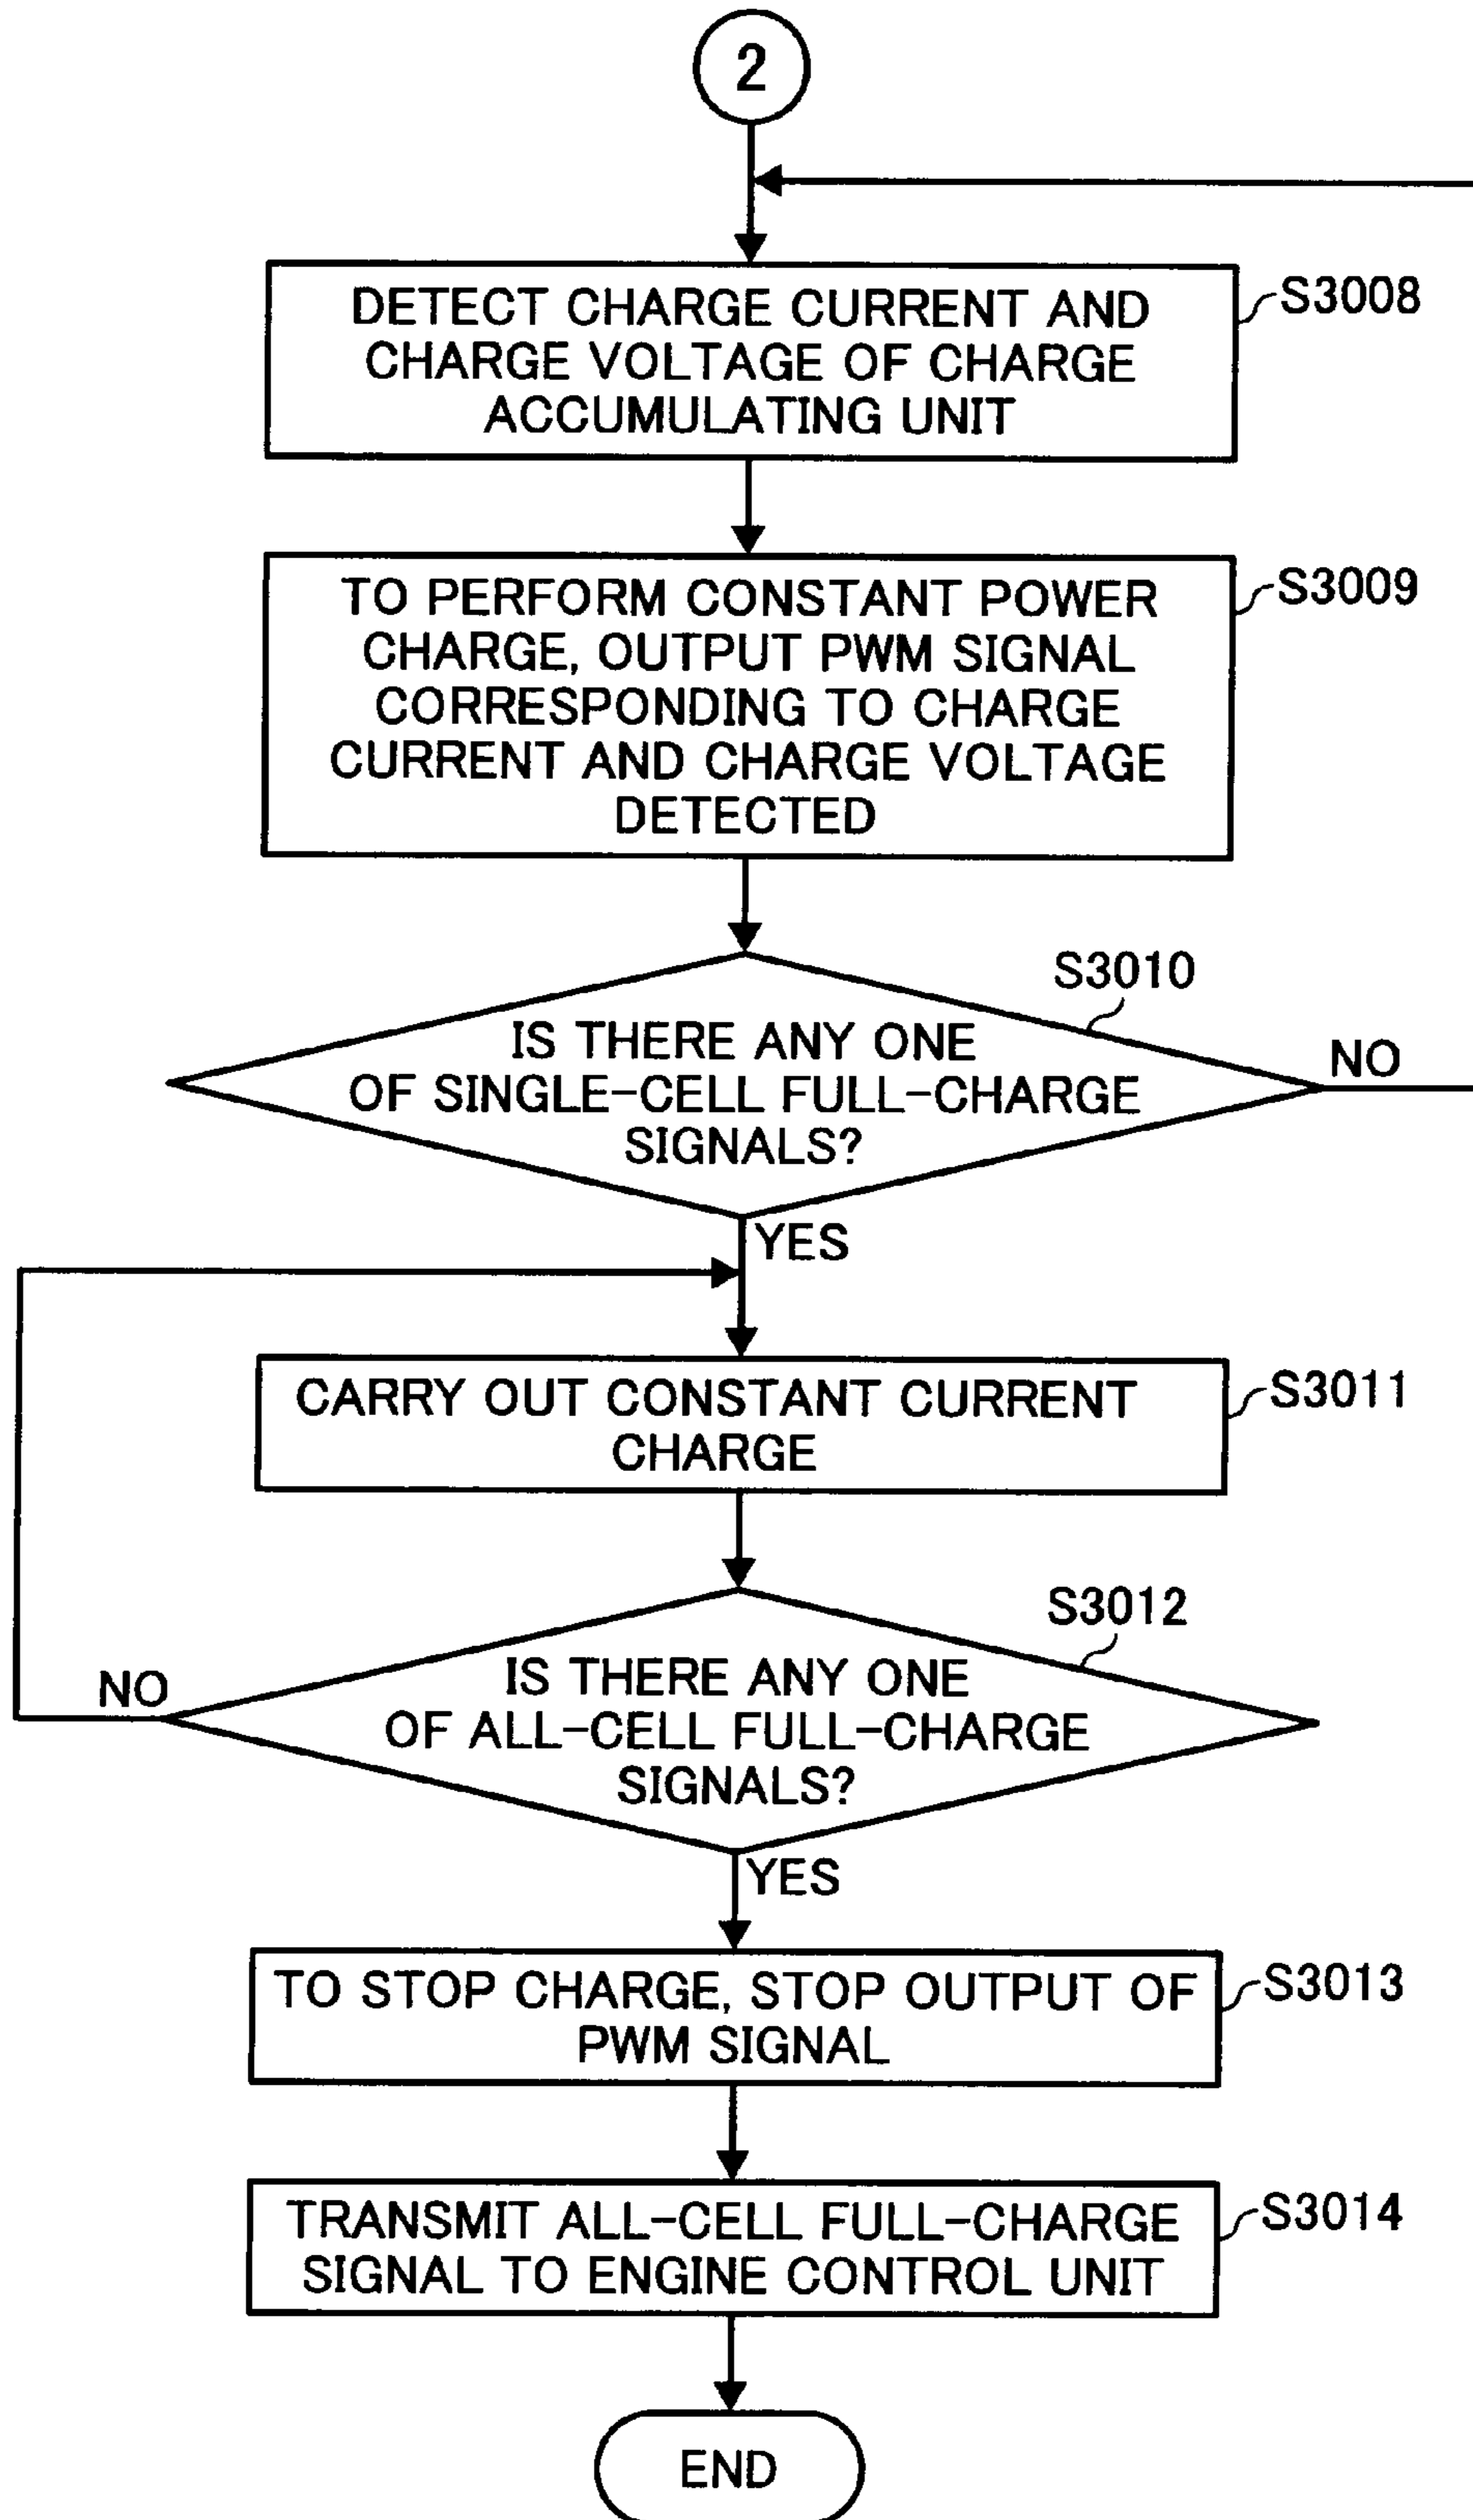 2
DETECT CHARGE CURRENT AND
CHARGE VOLTAGE OF CHARGE
ACCUMULATING UNIT
S3008
TO PERFORM CONSTANT POWER
CHARGE, OUTPUT PWM SIGNAL
CORRESPONDING TO CHARGE
CURRENT AND CHARGE VOLTAGE
DETECTED
S3009
S3010
IS THERE ANY ONE
OF SINGLE-CELL FULL-CHARGE
SIGNALS?
NO
YES
CARRY OUT CONSTANT CURRENT
CHARGE
S3011
S3012
IS THERE ANY ONE
OF ALL-CELL FULL-CHARGE
SIGNALS?
NO
YES
TO STOP CHARGE, STOP OUTPUT OF
PWM SIGNAL
S3013
TRANSMIT ALL-CELL FULL-CHARGE
SIGNAL TO ENGINE CONTROL UNIT
S3014
END